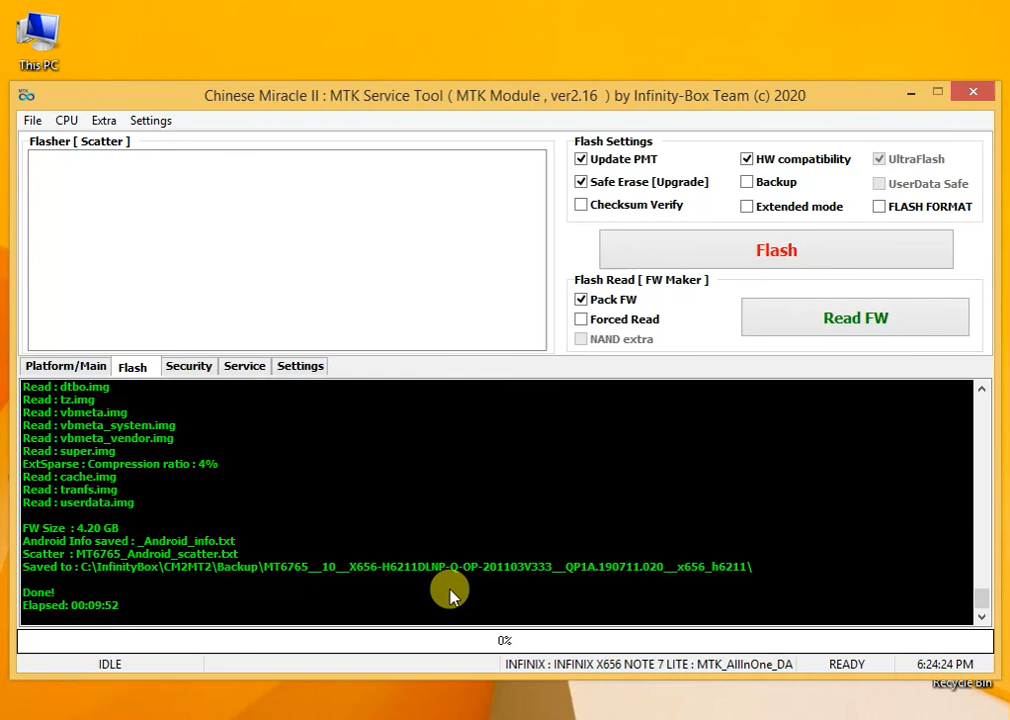 This PC
MTK
Chinese Miracle II : MTK Service Tool ( MTK Module , ver2.16 ) by Infinity-Box Team (c) 2020
File CPU Extra Settings
Flasher [ Scatter ]
Flash Settings
Update PMT HW compatibility UltraFlash
Safe Erase [Upgrade] Backup UserData Safe
Checksum Verify Extended mode FLASH FORMAT
Flash
Flash Read [ FW Maker ]
Pack FW
Forced Read
NAND extra
Read FW
Platform/Main Flash Security Service Settings
Read : dtbo.img
Read : tz.img
Read : vbmeta.img
Read : vbmeta_system.img
Read : vbmeta_vendor.img
Read : super.img
ExtSparse : Compression ratio : 4%
Read : cache.img
Read : tranfs.img
Read : userdata.img
FW Size : 4.20 GB
Android Info saved : _Android_info.txt
Scatter : MT6765_Android_scatter.txt
Saved to : C:\InfinityBox\CM2MT2\Backup\MT6765__10__X656-H6211DLNP-Q-OP-201103V333__QP1A.190711.020__x656_h6211\
Done!
Elapsed: 00:09:52
0%
IDLE INFINIX : INFINIX X656 NOTE 7 LITE : MTK_AllInOne_DA READY 6:24:24 PM
Recycle Bin